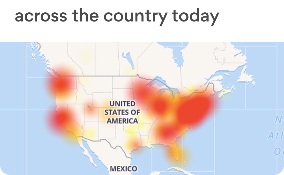 across the country today
UNITED
STATES OF
AMERICA
MEXICO